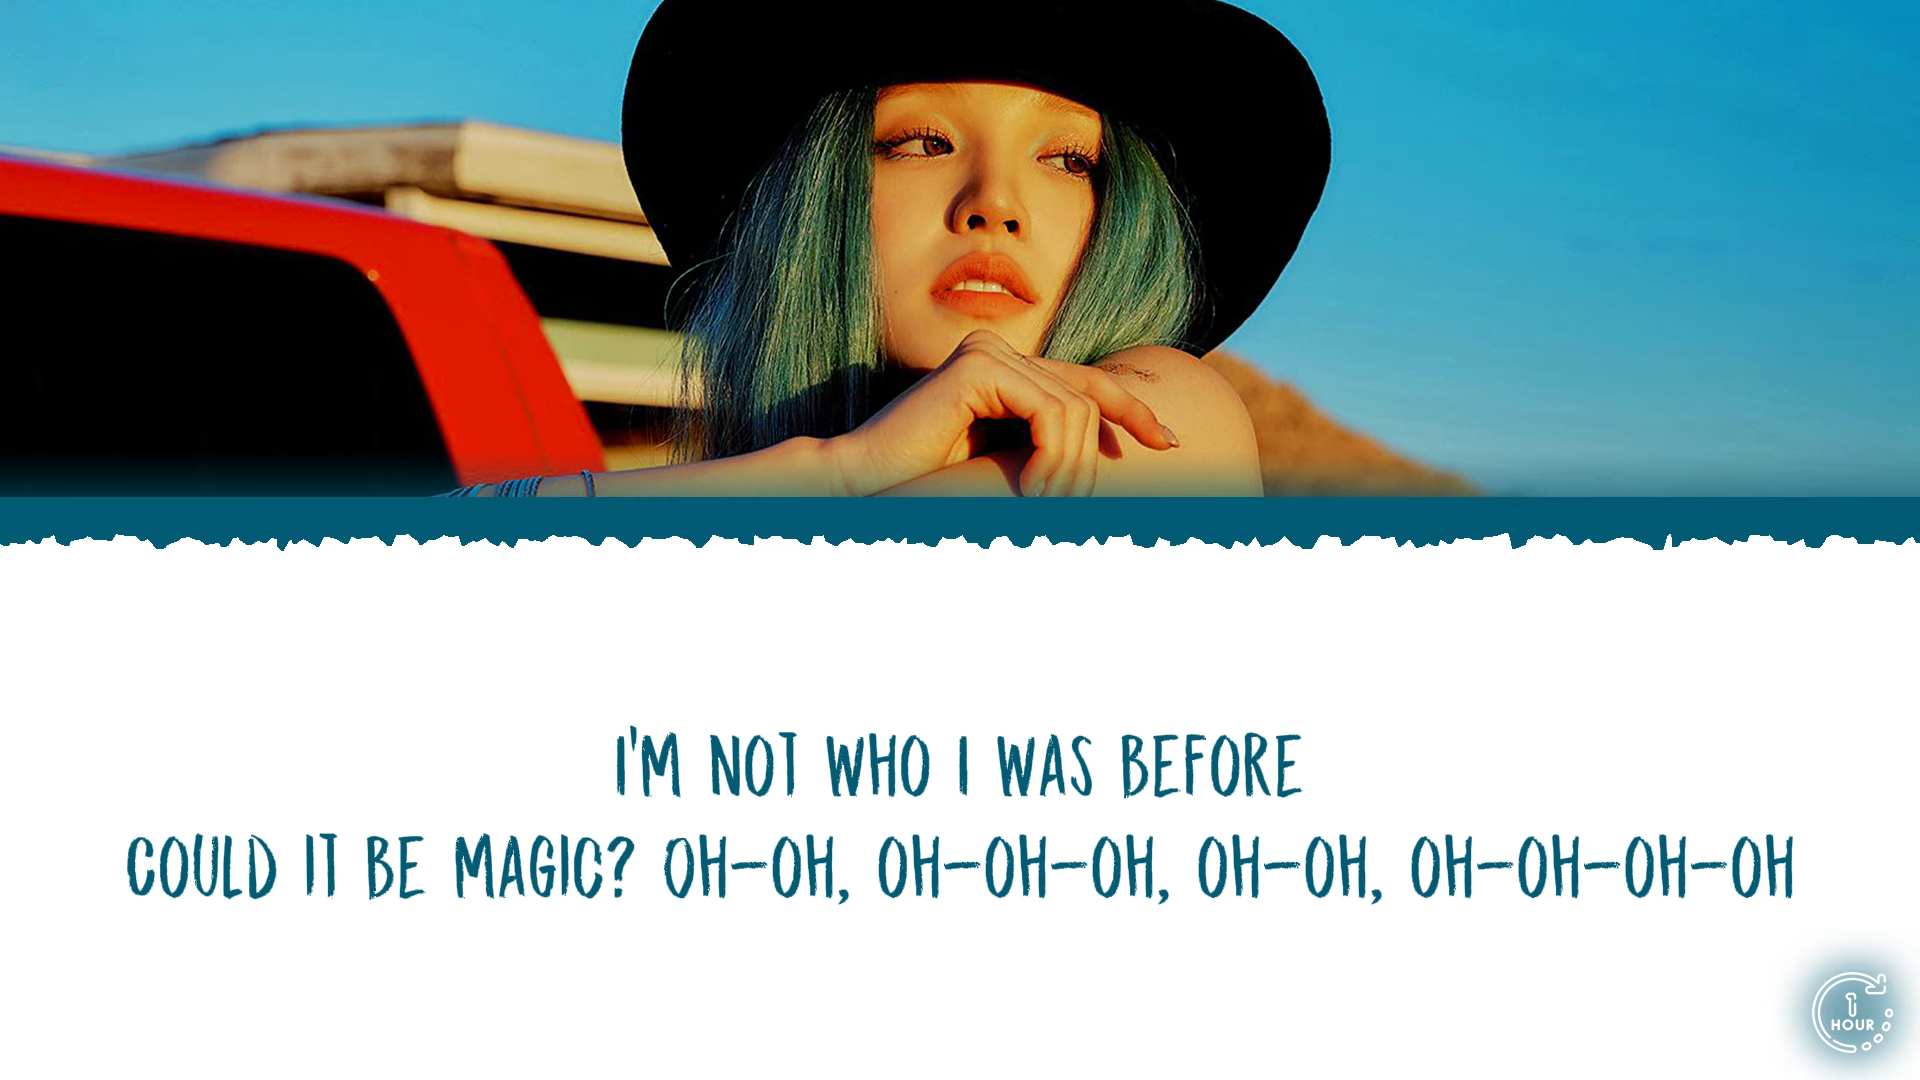 I'M NOT WHO I WAS BEFORE
COULD IT BE MAGIC? OH-OH, OH-OH-OH, OH-OH, OH-OH-OH-OH
1
HOUR